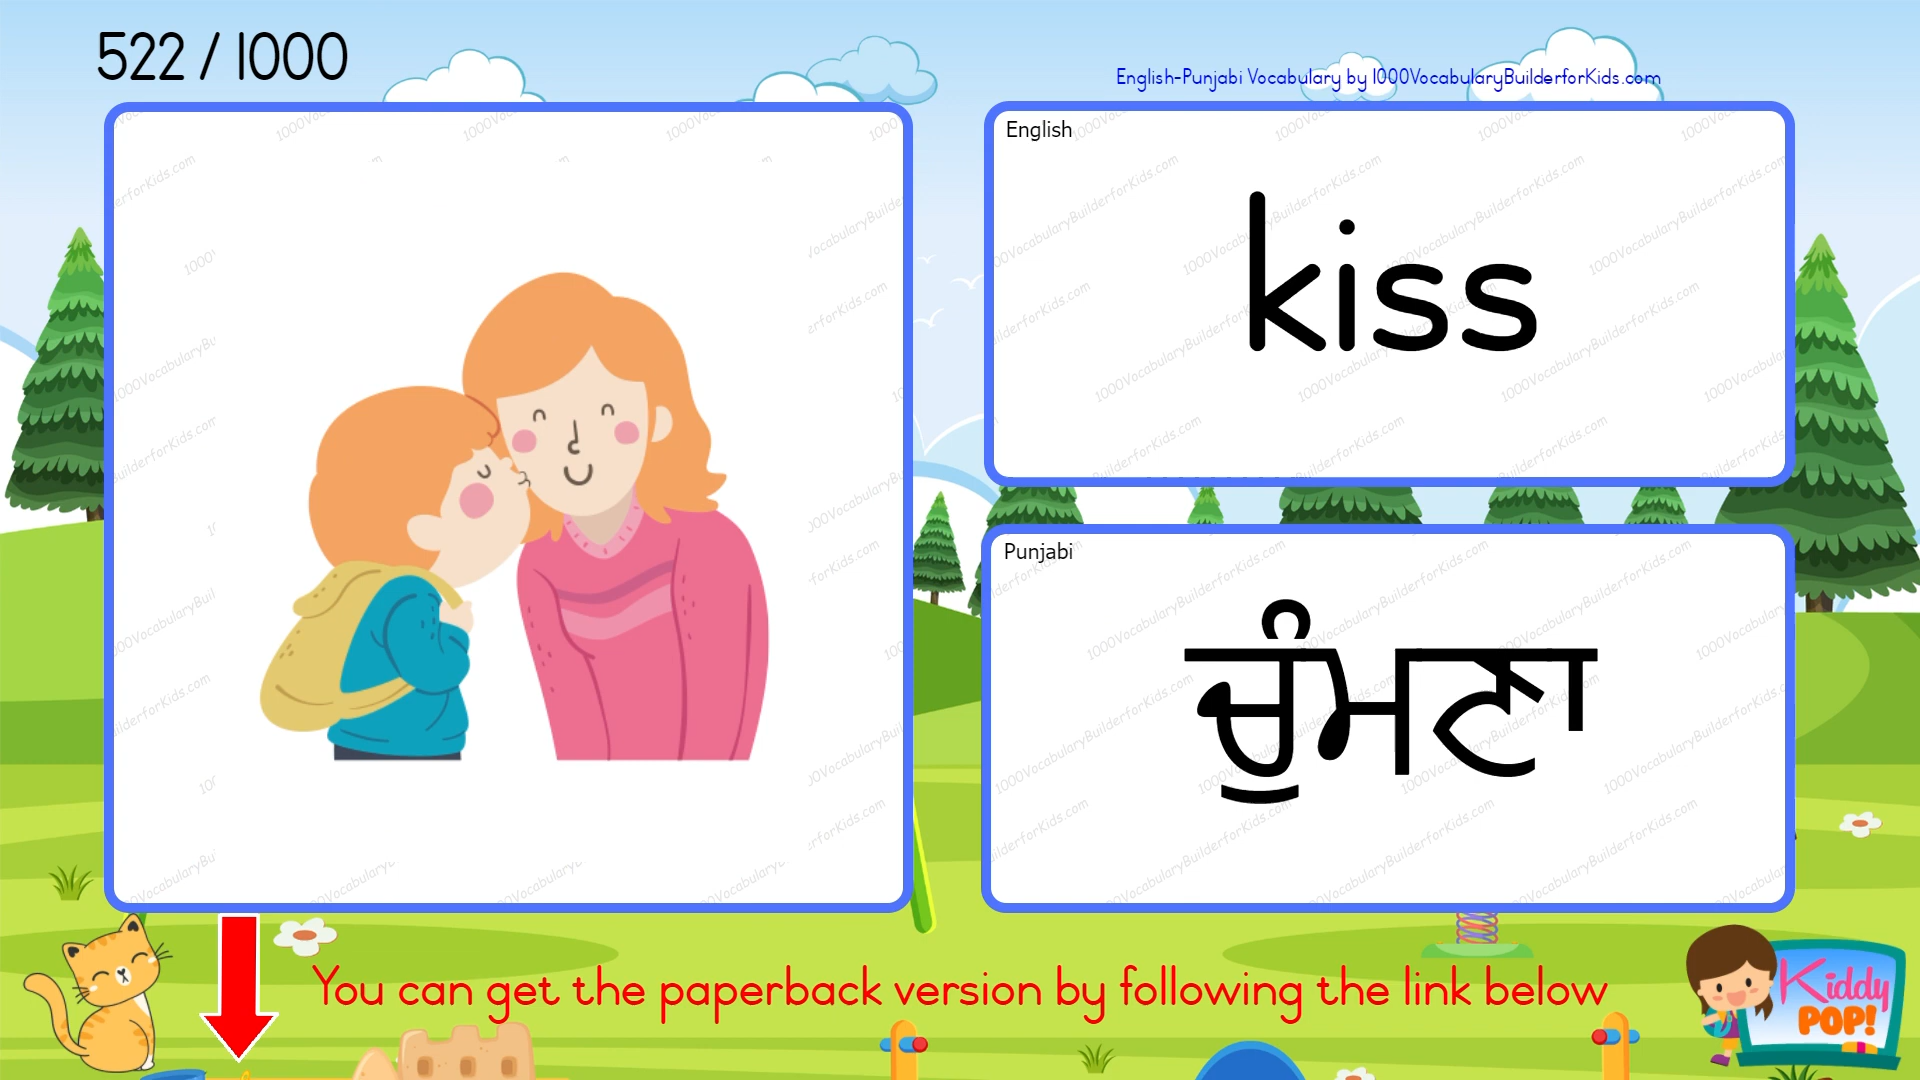 522 / 1000
English-Punjabi Vocabulary by 1000VocabularyBuilderforKids.com
English
kiss
Punjabi
ਚੁੰਮਣਾ
You can get the paperback version by following the link below
Kiddy
POP!